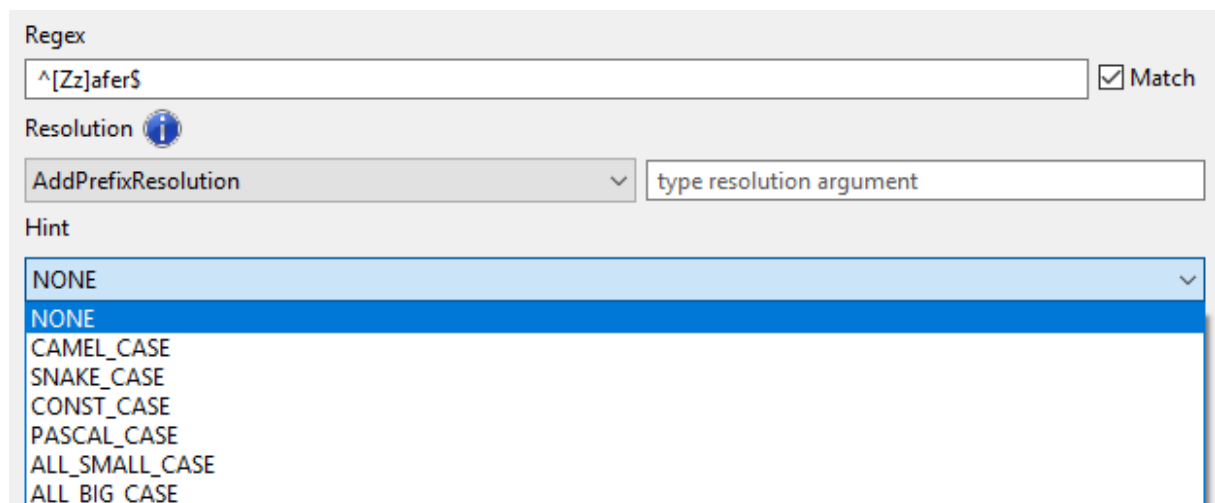 Regex
^[Zz]afer$
Match
Resolution
AddPrefixResolution
type resolution argument
Hint
NONE
NONE
CAMEL_CASE
SNAKE_CASE
CONST_CASE
PASCAL_CASE
ALL_SMALL_CASE
ALL_BIG_CASE